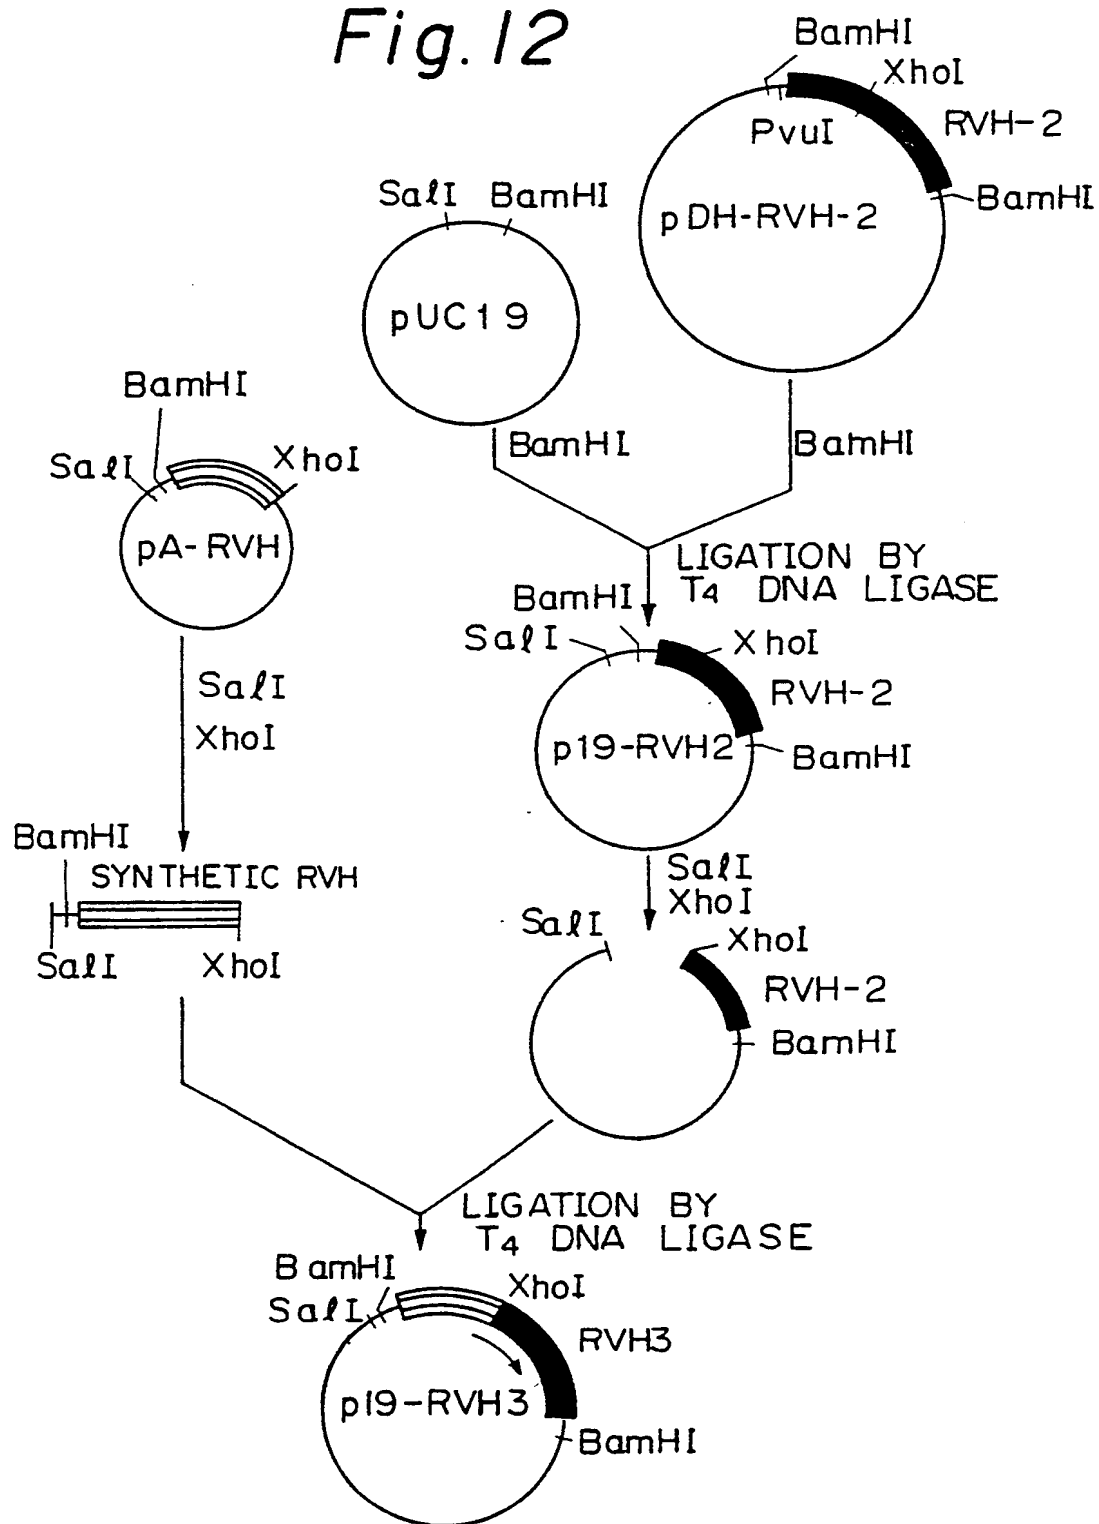 Fig. 12
BamHI
XhoI
PvuI
RVH-2
BamHI
pDH-RVH-2
SalI BamHI
pUC19
BamHI
SalI
XhoI
pA-RVH
BamHI
BamHI
LIGATION BY
T4 DNA LIGASE
BamHI
SalI
XhoI
RVH-2
p19-RVH2
BamHI
SalI
XhoI
BamHI
SYNTHETIC RVH
SalI
XhoI
SalI
XhoI
SalI
XhoI
RVH-2
BamHI
LIGATION BY
T4 DNA LIGASE
BamHI
SalI
XhoI
RVH3
p19-RVH3
BamHI